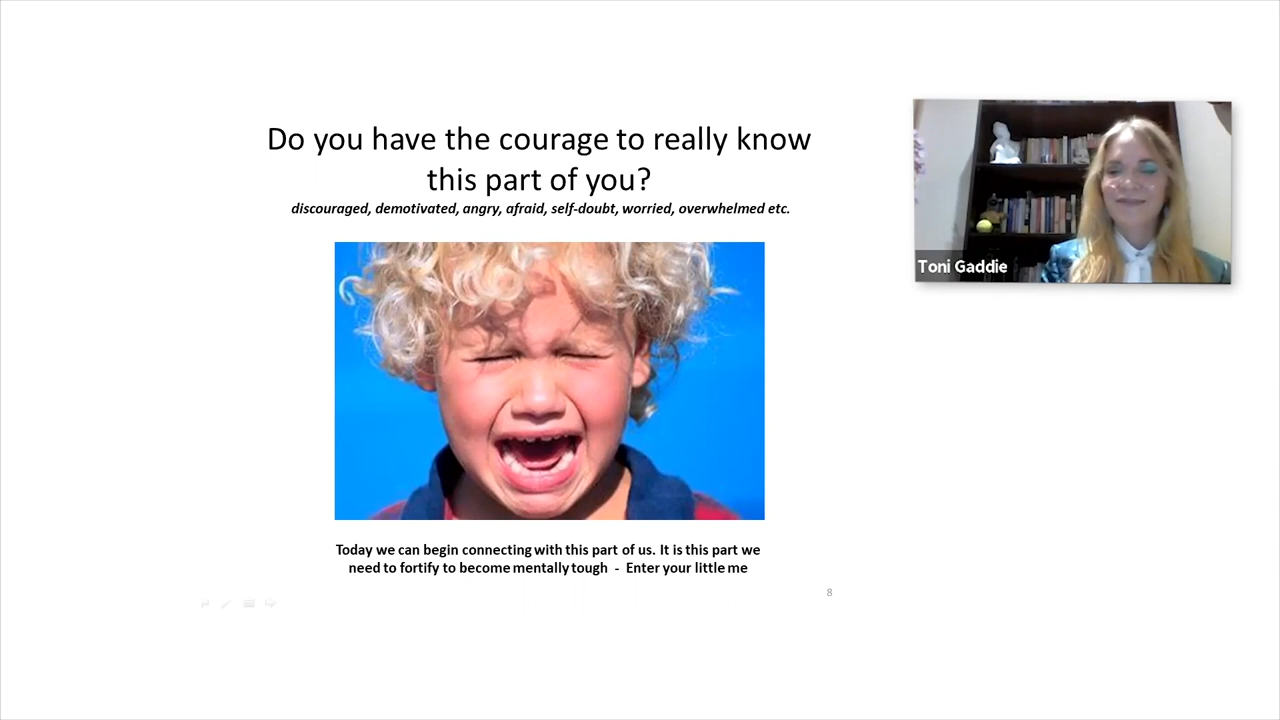 Do you have the courage to really know
this part of you?
discouraged, demotivated, angry, afraid, self-doubt, worried, overwhelmed etc.
Toni Gaddie
Today we can begin connecting with this part of us. It is this part we
need to fortify to become mentally tough - Enter your little me
8